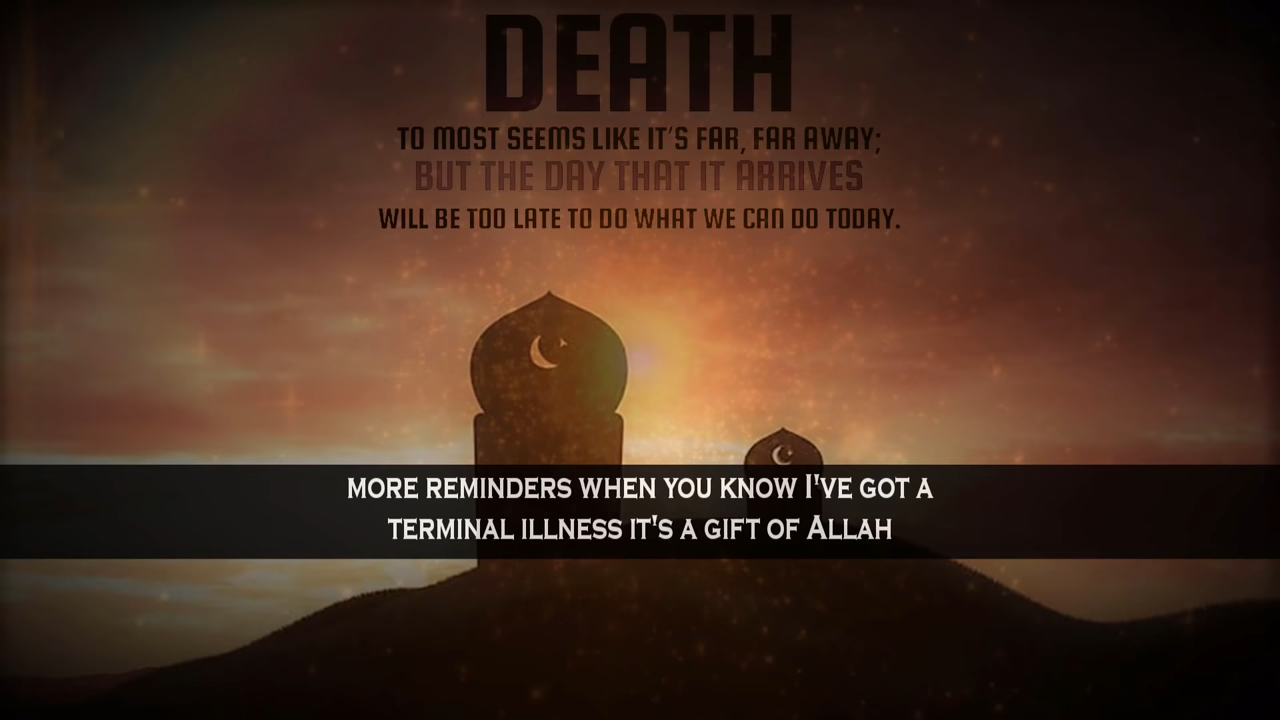 DEATH
TO MOST SEEMS LIKE IT'S FAR, FAR AWAY;
BUT THE DAY THAT IT ARRIVES
WILL BE TOO LATE TO DO WHAT WE CAN DO TODAY.
MORE REMINDERS WHEN YOU KNOW I'VE GOT A
TERMINAL ILLNESS IT'S A GIFT OF ALLAH